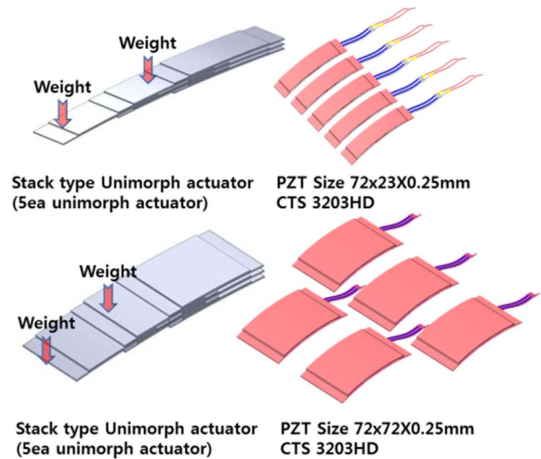 Weight
Weight
Stack type Unimorph actuator
(5ea unimorph actuator)
PZT Size 72x23X0.25mm
CTS 3203HD
Weight
Weight
Stack type Unimorph actuator
(5ea unimorph actuator)
PZT Size 72x72X0.25mm
CTS 3203HD